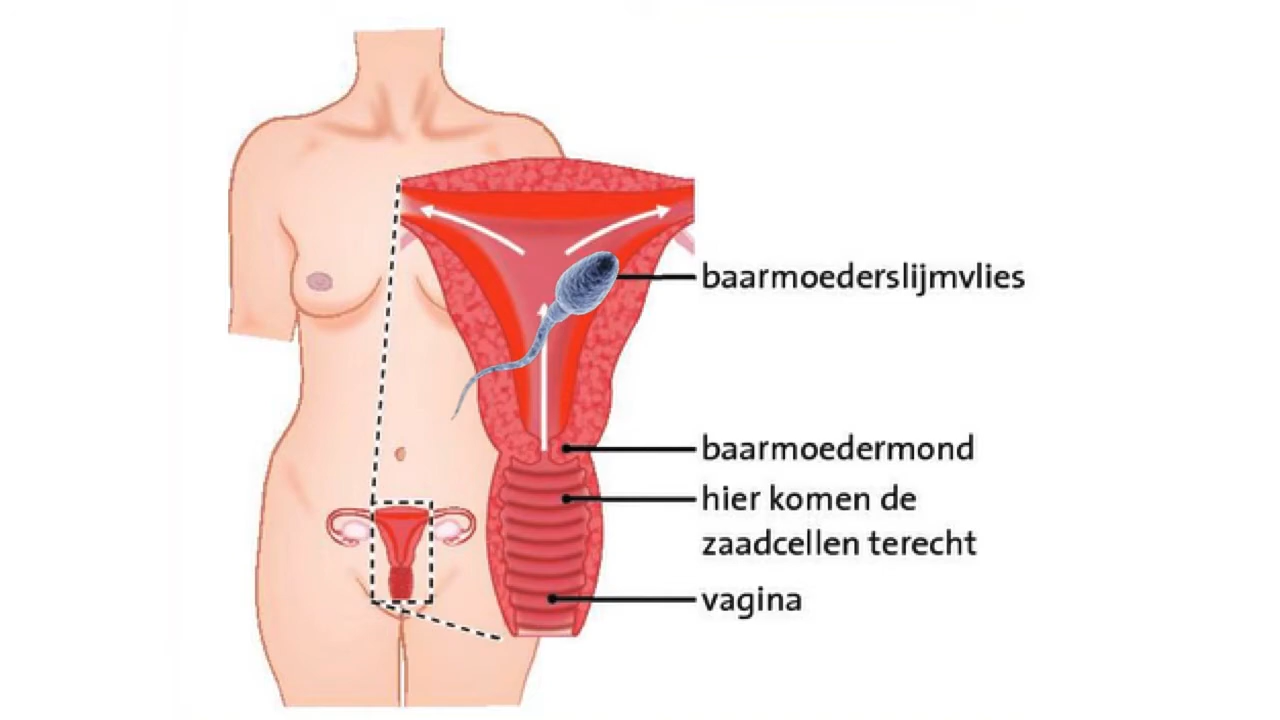 baarmoederslijmvlies
baarmoedermond
hier komen de
zaadcellen terecht
vagina